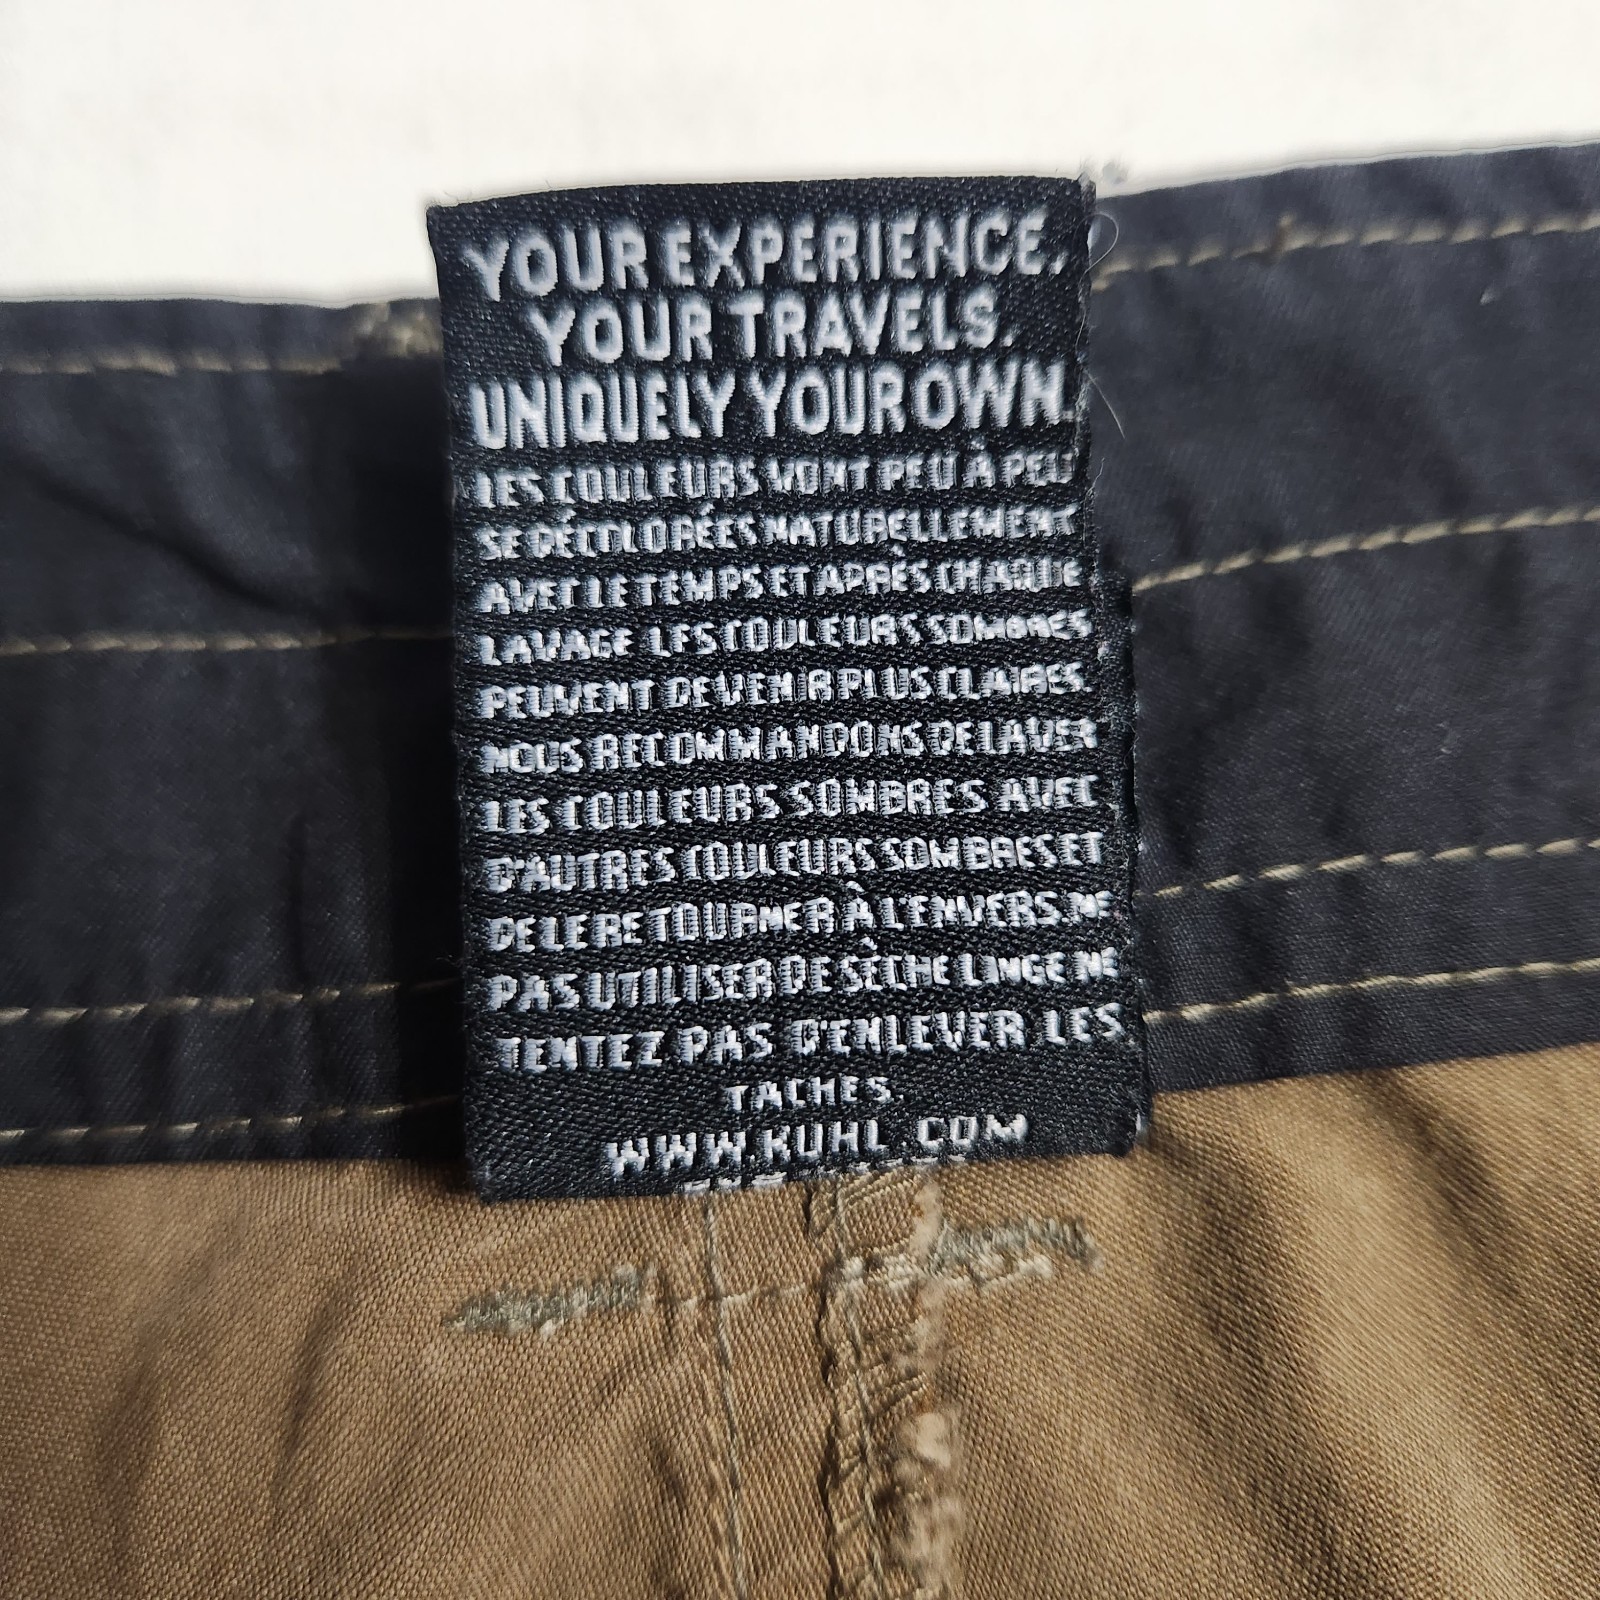 YOUR EXPERIENCE.
YOUR TRAVELS.
UNIQUELY YOUR OWN.
LES COULEURS VONT PEU À PEU
SE DÉCOLORÉES NATURELLEMENT
AVEC LE TEMPS ET APRÈS CHAQUE
LAVAGE LES COULEURS SOMBRES
PEUVENT DEVENIR PLUS CLAIRES.
NOUS RECOMMANDONS DE LAVER
LES COULEURS SOMBRES AVEC
D'AUTRES COULEURS SOMBRES ET
DE LE RETOURNER À L'ENVERS. NE
PAS UTILISER DE SÈCHE LINGE NE
TENTEZ PAS D'ENLEVER LES
TACHES.
WWW.KUHL.COM